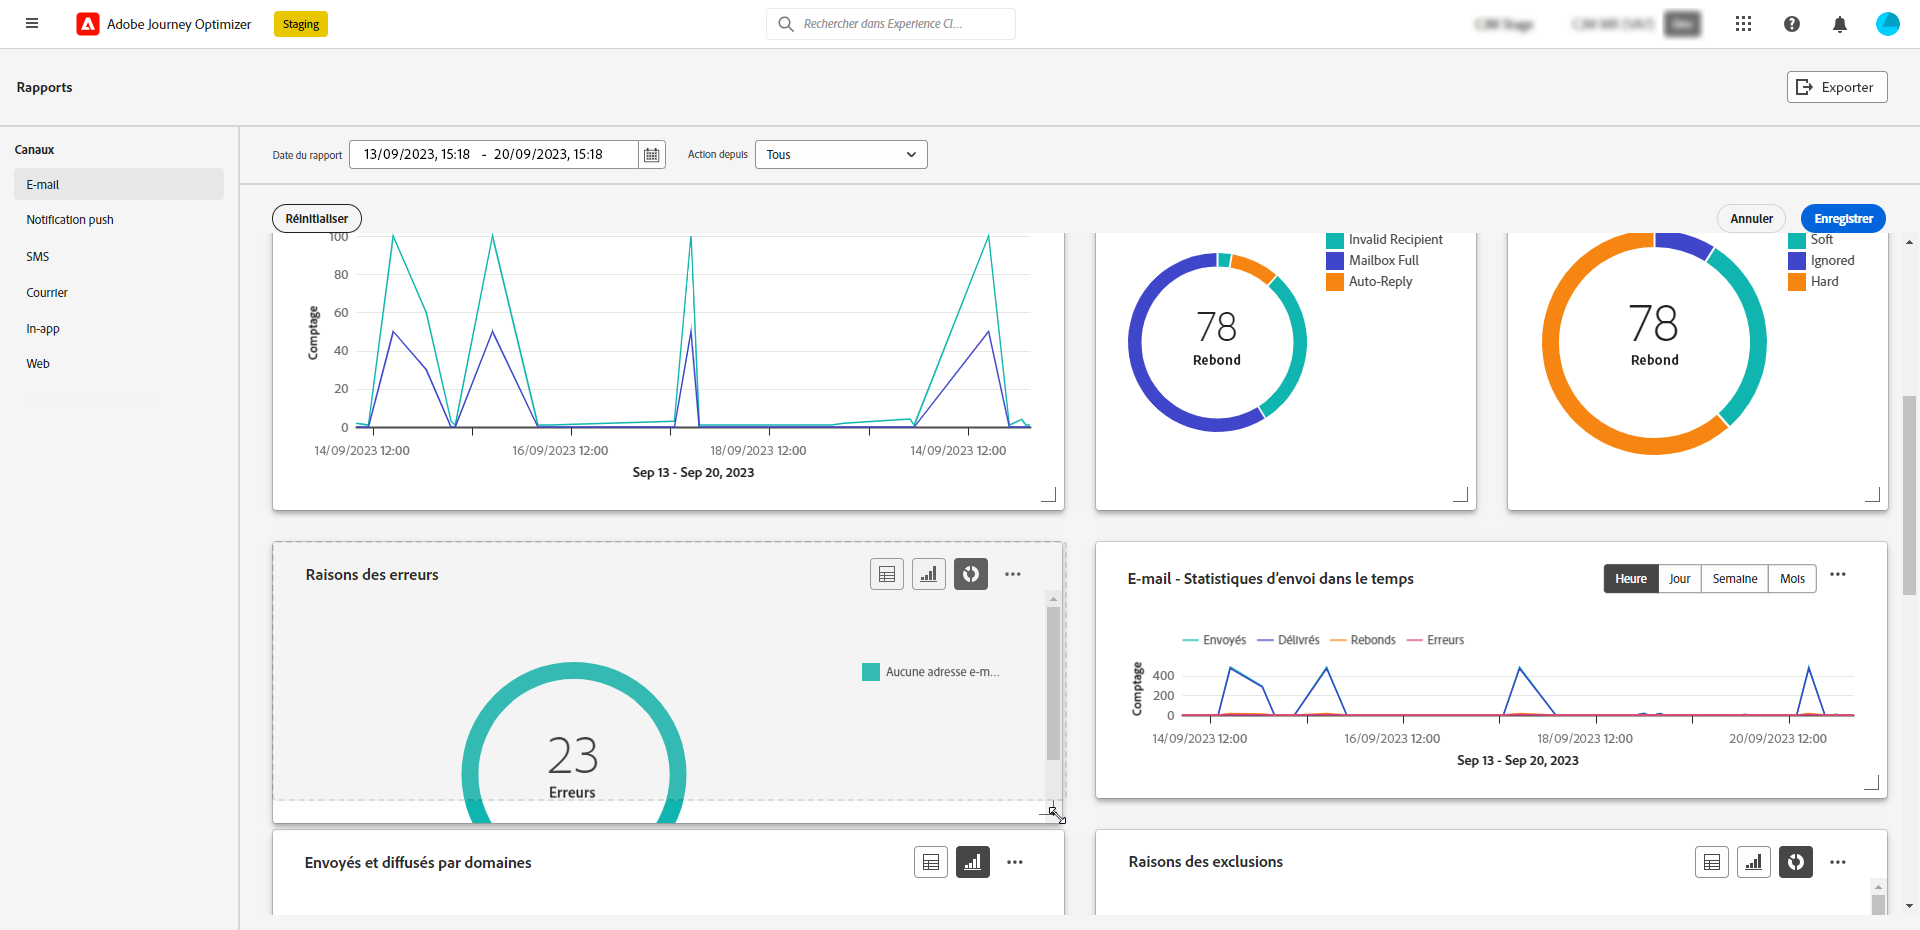 Adobe Journey Optimizer
Staging
Rechercher dans Experience Cl...
Rapports
Exporter
Canaux
E-mail
Notification push
SMS
Courrier
In-app
Web
Date du rapport
13/09/2023, 15:18 - 20/09/2023, 15:18
Action depuis
Tous
Réinitialiser
Annuler
Enregistrer
100
80
60
40
20
0
Comptage
14/09/2023 12:00
16/09/2023 12:00
18/09/2023 12:00
14/09/2023 12:00
Sep 13 - Sep 20, 2023
Invalid Recipient
Mailbox Full
Auto-Reply
78
Rebond
Soft
Ignored
Hard
78
Rebond
Raisons des erreurs
Aucune adresse e-m...
23
Erreurs
E-mail - Statistiques d'envoi dans le temps
Heure
Jour
Semaine
Mois
Envoyés
Délivrés
Rebonds
Erreurs
Comptage
400
200
0
14/09/2023 12:00
16/09/2023 12:00
18/09/2023 12:00
20/09/2023 12:00
Sep 13 - Sep 20, 2023
Envoyés et diffusés par domaines
Raisons des exclusions